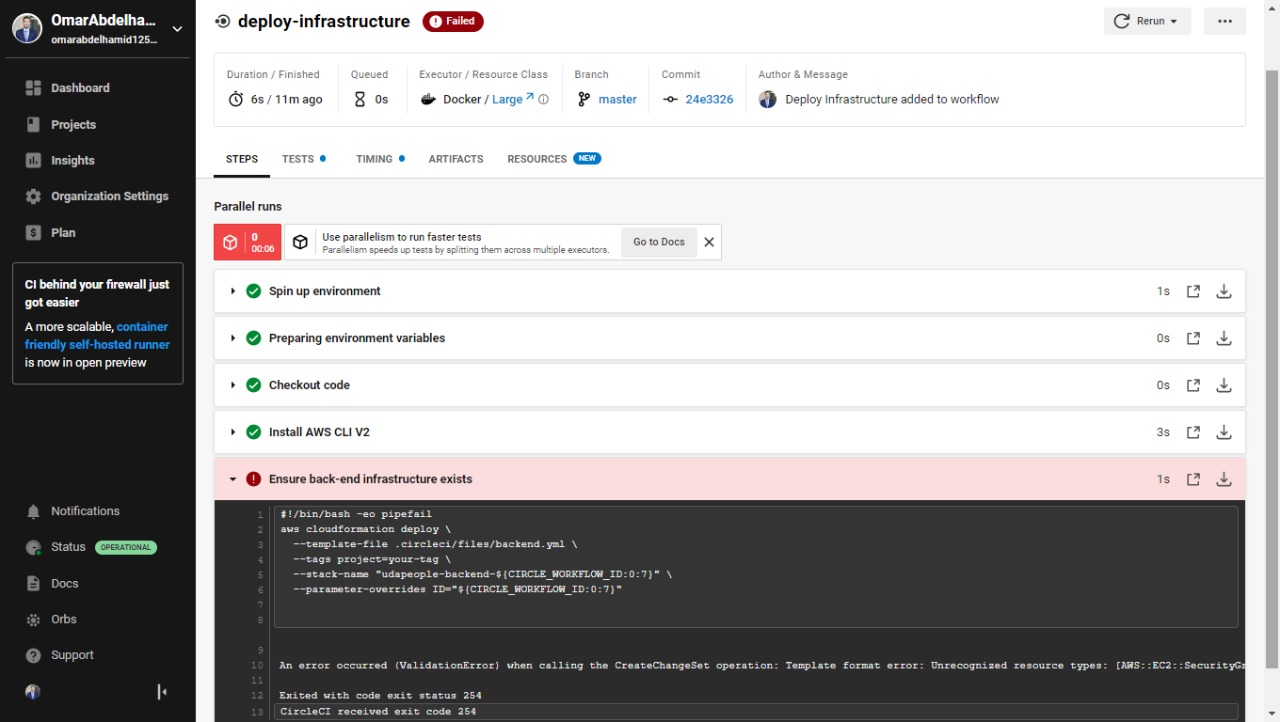 OmarAbdelha...
omarabdelhamid125...
Dashboard
Projects
Insights
Organization Settings
Plan
CI behind your firewall just
got easier
A more scalable, container
friendly self-hosted runner
is now in open preview
Notifications
Status OPERATIONAL
Docs
Orbs
Support
deploy-infrastructure Failed
Rerun
Duration / Finished Queued Executor / Resource Class Branch Commit Author & Message
6s / 11m ago 0s Docker / Large master 24e3326 Deploy Infrastructure added to workflow
STEPS TESTS TIMING ARTIFACTS RESOURCES NEW
Parallel runs
0
00:06
Use parallelism to run faster tests
Parallelism speeds up tests by splitting them across multiple executors.
Go to Docs
Spin up environment 1s
Preparing environment variables 0s
Checkout code 0s
Install AWS CLI V2 3s
Ensure back-end infrastructure exists 1s
1 #!/bin/bash -eo pipefail
2 aws cloudformation deploy \
3 --template-file .circleci/files/backend.yml \
4 --tags project=your-tag \
5 --stack-name "udapeople-backend-${CIRCLE_WORKFLOW_ID:0:7}" \
6 --parameter-overrides ID="${CIRCLE_WORKFLOW_ID:0:7}"
7
8
9
10 An error occurred (ValidationError) when calling the CreateChangeSet operation: Template format error: Unrecognized resource types: [AWS::EC2::SecurityGr
11
12 Exited with code exit status 254
13 CircleCI received exit code 254